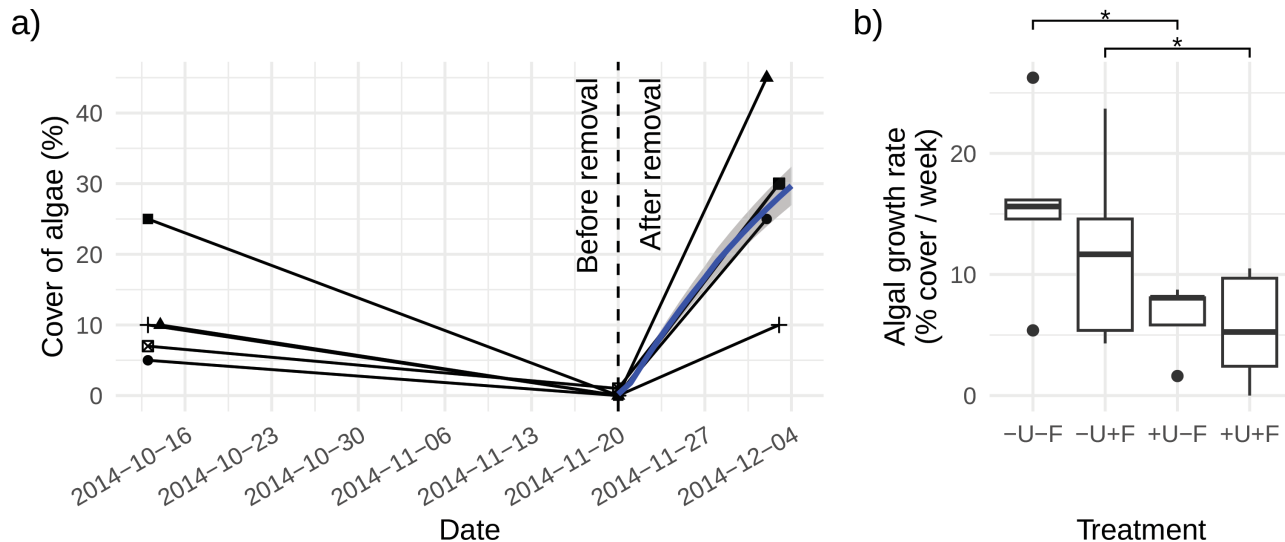 a)
Cover of algae (%)
40
30
20
10
0
Before removal
After removal
2014−10−16
2014−10−23
2014−10−30
2014−11−06
2014−11−13
2014−11−20
2014−11−27
2014−12−04
Date
b)
*
*
Algal growth rate
(% cover / week)
20
10
0
−U−F
−U+F
+U−F
+U+F
Treatment